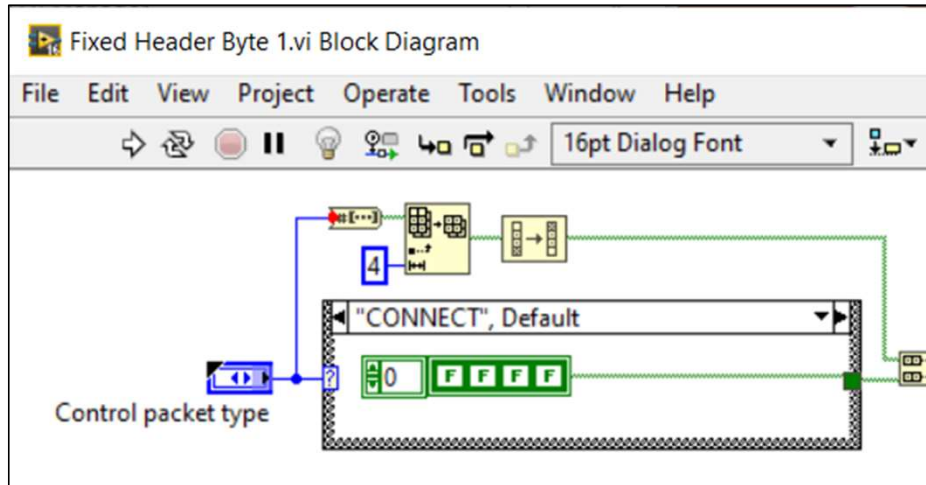 Fixed Header Byte 1.vi Block Diagram
File Edit View Project Operate Tools Window Help
16pt Dialog Font
#[...]
4
"CONNECT", Default
?
0 F F F F
Control packet type